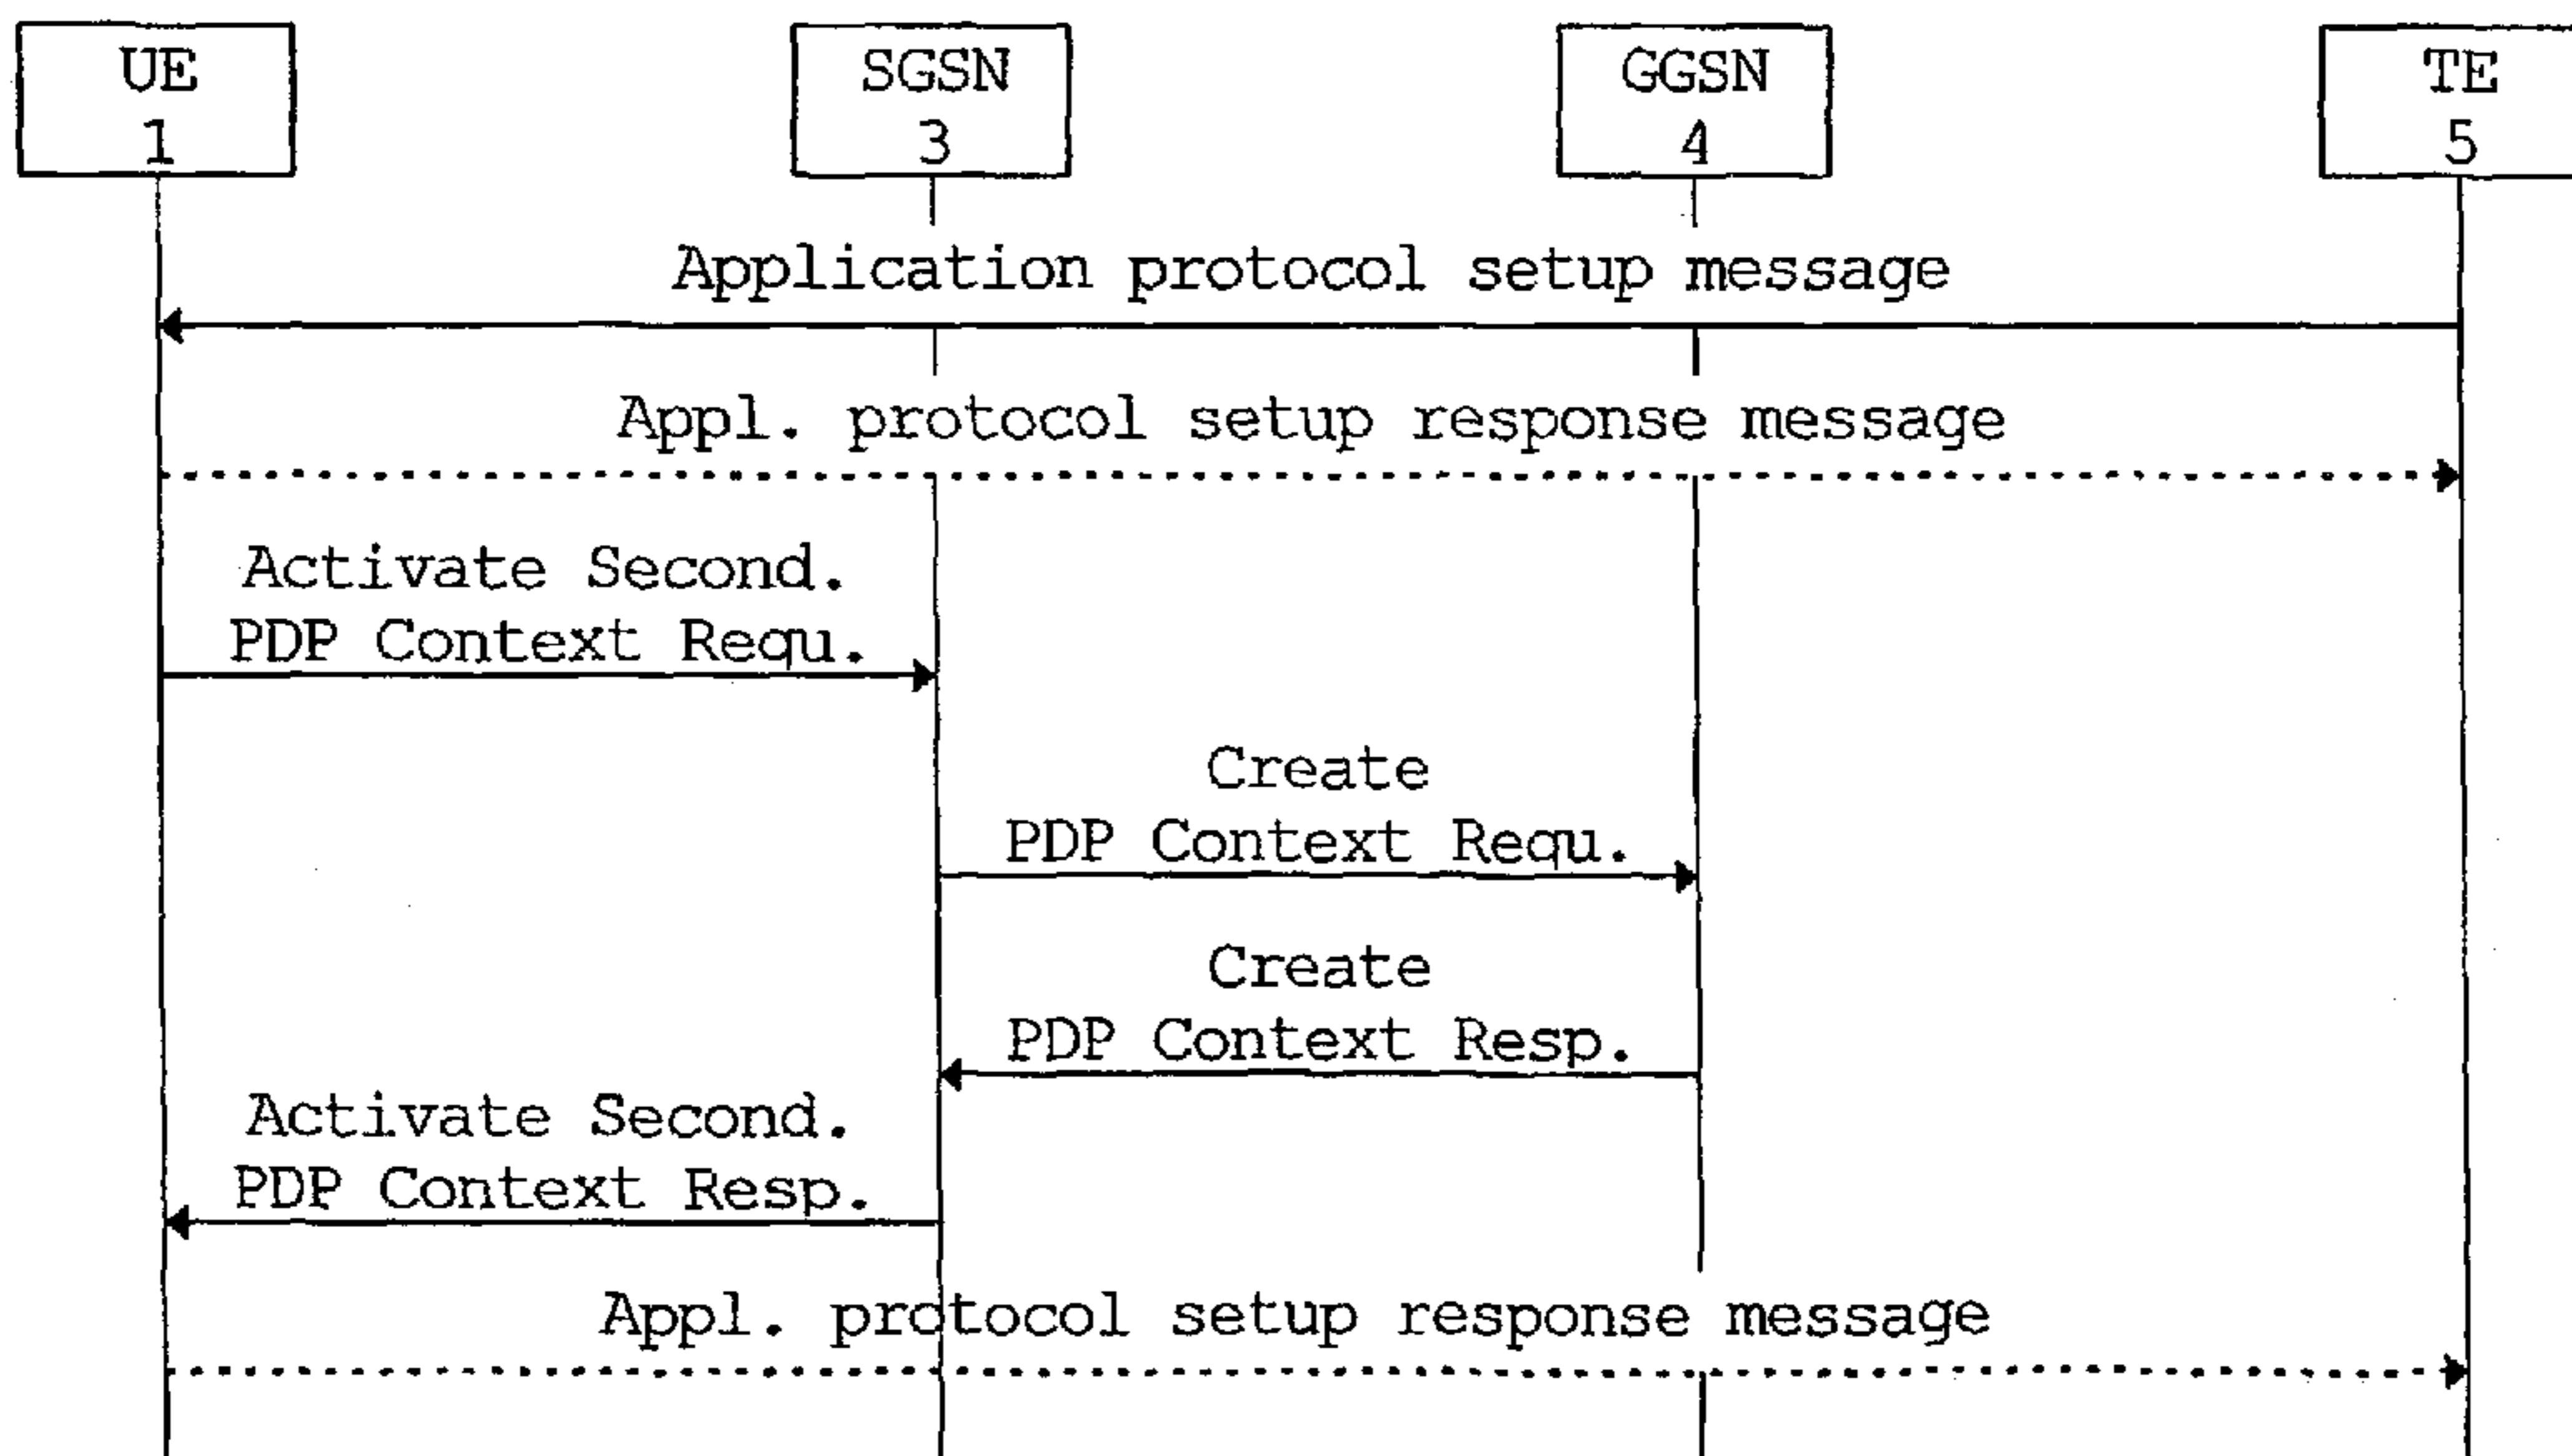 UE
1
SGSN
3
GGSN
4
TE
5
Application protocol setup message
Appl. protocol setup response message
Activate Second.
PDP Context Requ.
Create
PDP Context Requ.
Create
PDP Context Resp.
Activate Second.
PDP Context Resp.
Appl. protocol setup response message